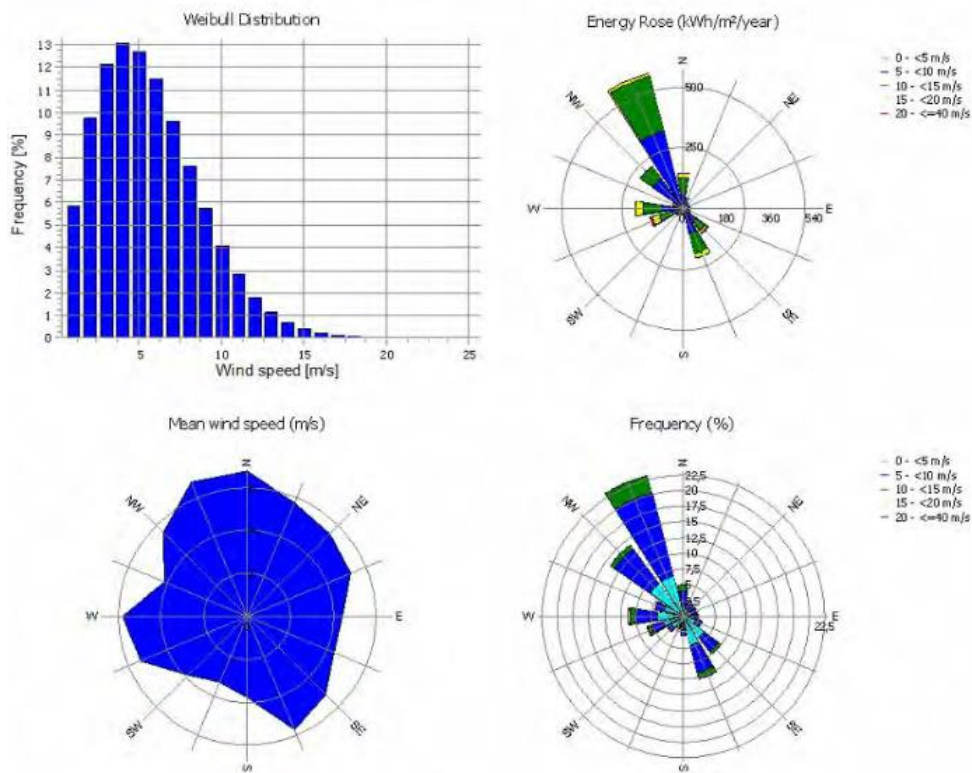 Weibull Distribution
Frequency [%]
13
12
11
10
9
8
7
6
5
4
3
2
1
0
5
10
15
20
25
Wind speed [m/s]
Energy Rose (kWh/m²/year)
N
NW
NE
500
250
W
0
180
360
540
E
SW
SE
S
0 - <5 m/s
5 - <10 m/s
10 - <15 m/s
15 - <20 m/s
20 - <=40 m/s
Mean wind speed (m/s)
N
NW
NE
W
E
SW
SE
S
Frequency (%)
N
NW
NE
22,5
20
17,5
15
12,5
10
7,5
5
2,5
W
22,5
E
SW
SE
S
0 - <5 m/s
5 - <10 m/s
10 - <15 m/s
15 - <20 m/s
20 - <=40 m/s